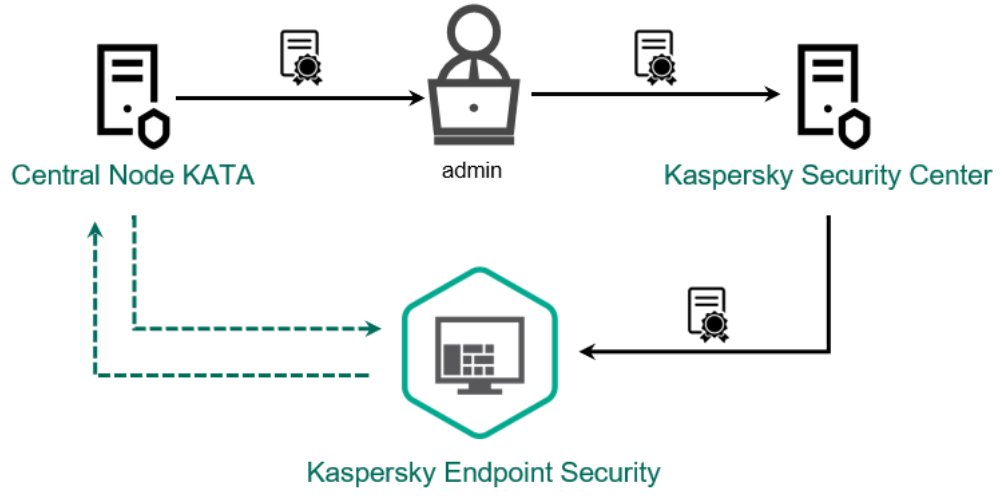 admin
Central Node KATA
Kaspersky Security Center
Kaspersky Endpoint Security